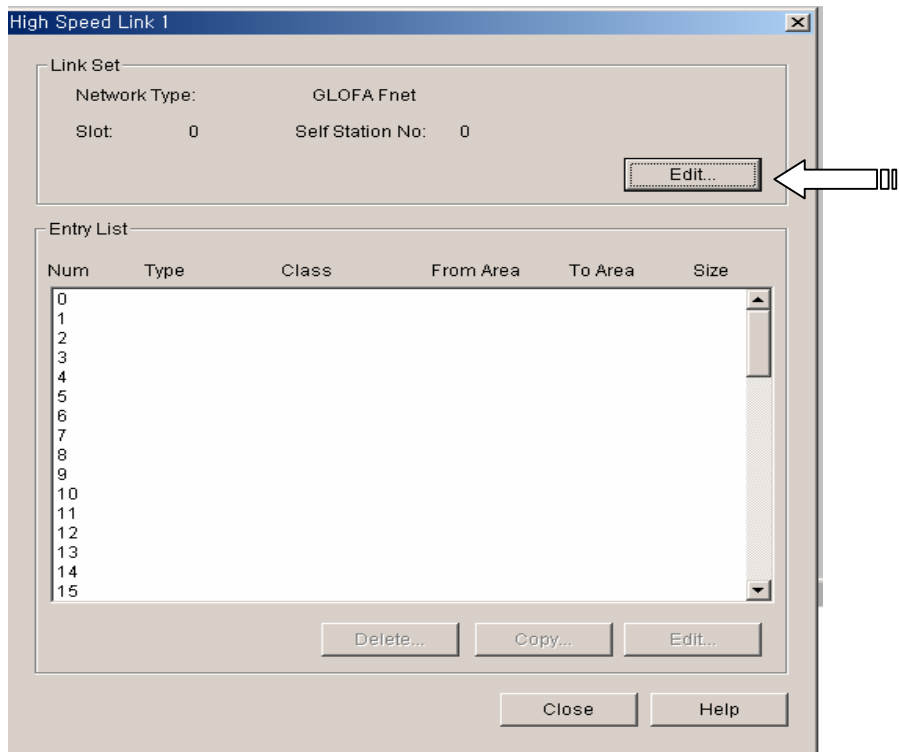 High Speed Link 1
Link Set
Network Type: GLOFA Fnet
Slot: 0 Self Station No: 0
Edit...
Entry List
Num Type Class From Area To Area Size
0
1
2
3
4
5
6
7
8
9
10
11
12
13
14
15
Delete... Copy... Edit...
Close Help